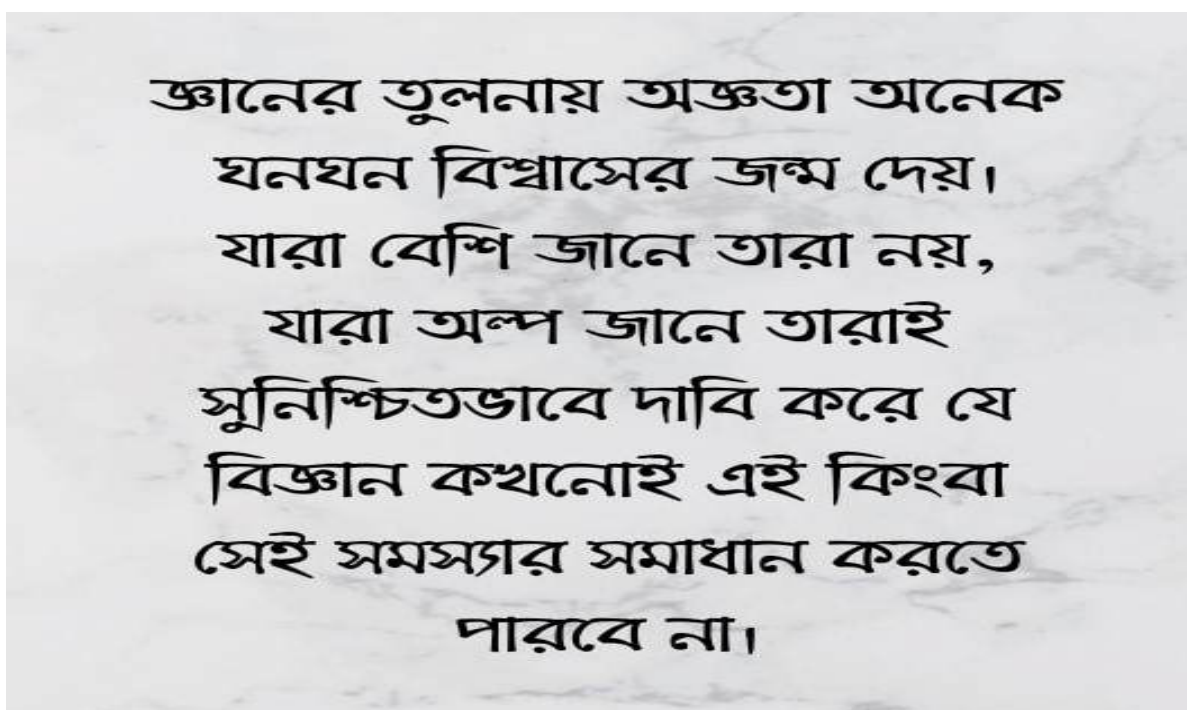 জ্ঞানের তুলনায় অজ্ঞতা অনেক
ঘনঘন বিশ্বাসের জন্ম দেয়।
যারা বেশি জানে তারা নয়,
যারা অল্প জানে তারাই
সুনিশ্চিতভাবে দাবি করে যে
বিজ্ঞান কখনোই এই কিংবা
সেই সমস্যার সমাধান করতে
পারবে না।